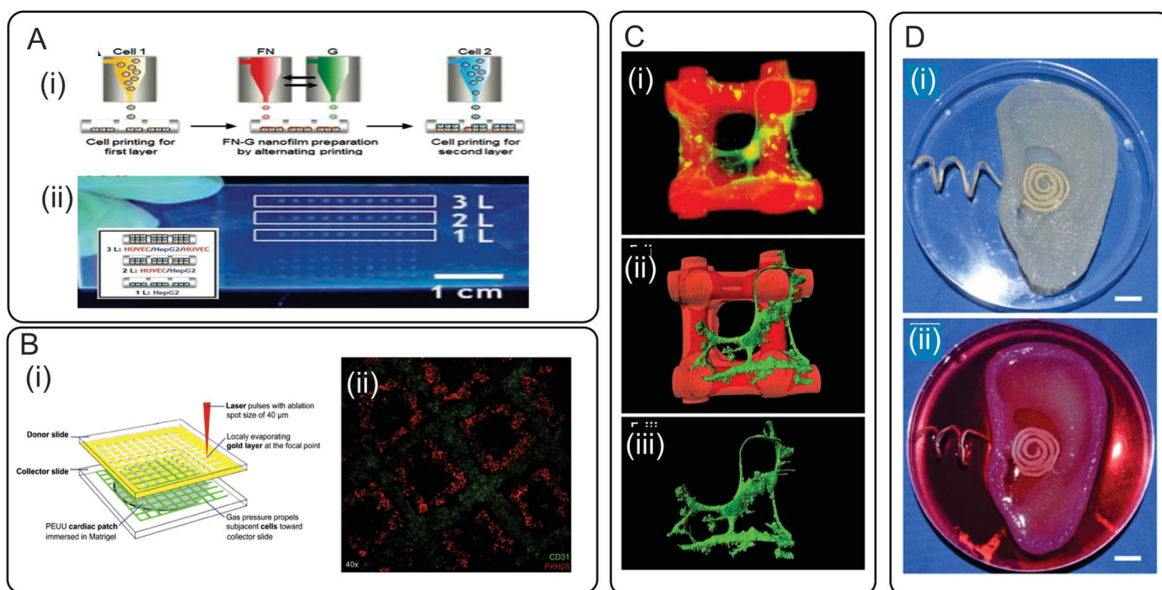 A
(i)
Cell 1
FN
G
Cell 2
Cell printing for
first layer
FN-G nanofilm preparation
by alternating printing
Cell printing for
second layer
(ii)
3 L
2 L
1 L
3 L: HUVEC/HepG2/HUVEC
2 L: HUVEC/HepG2
1 L: HepG2
1 cm
B
(i)
Laser pulses with ablation
spot size of 40 µm
Donor slide
Localy evaporating
gold layer at the focal point
Collector slide
PEUU cardiac patch
immersed in Matrigel
Gas pressure propels
subjacent cells toward
collector slide
(ii)
40x
CD31
PKH26
C
(i)
(ii)
(iii)
D
(i)
(ii)